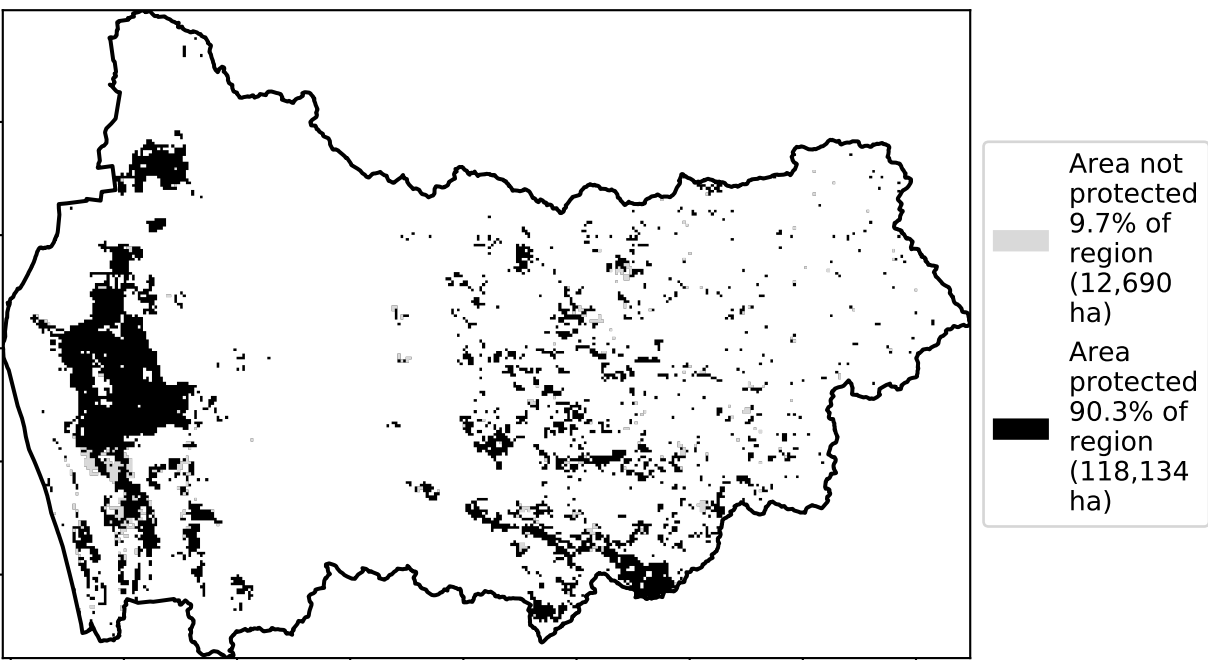 Area not
protected
9.7% of
region
(12,690
ha)
Area
protected
90.3% of
region
(118,134
ha)